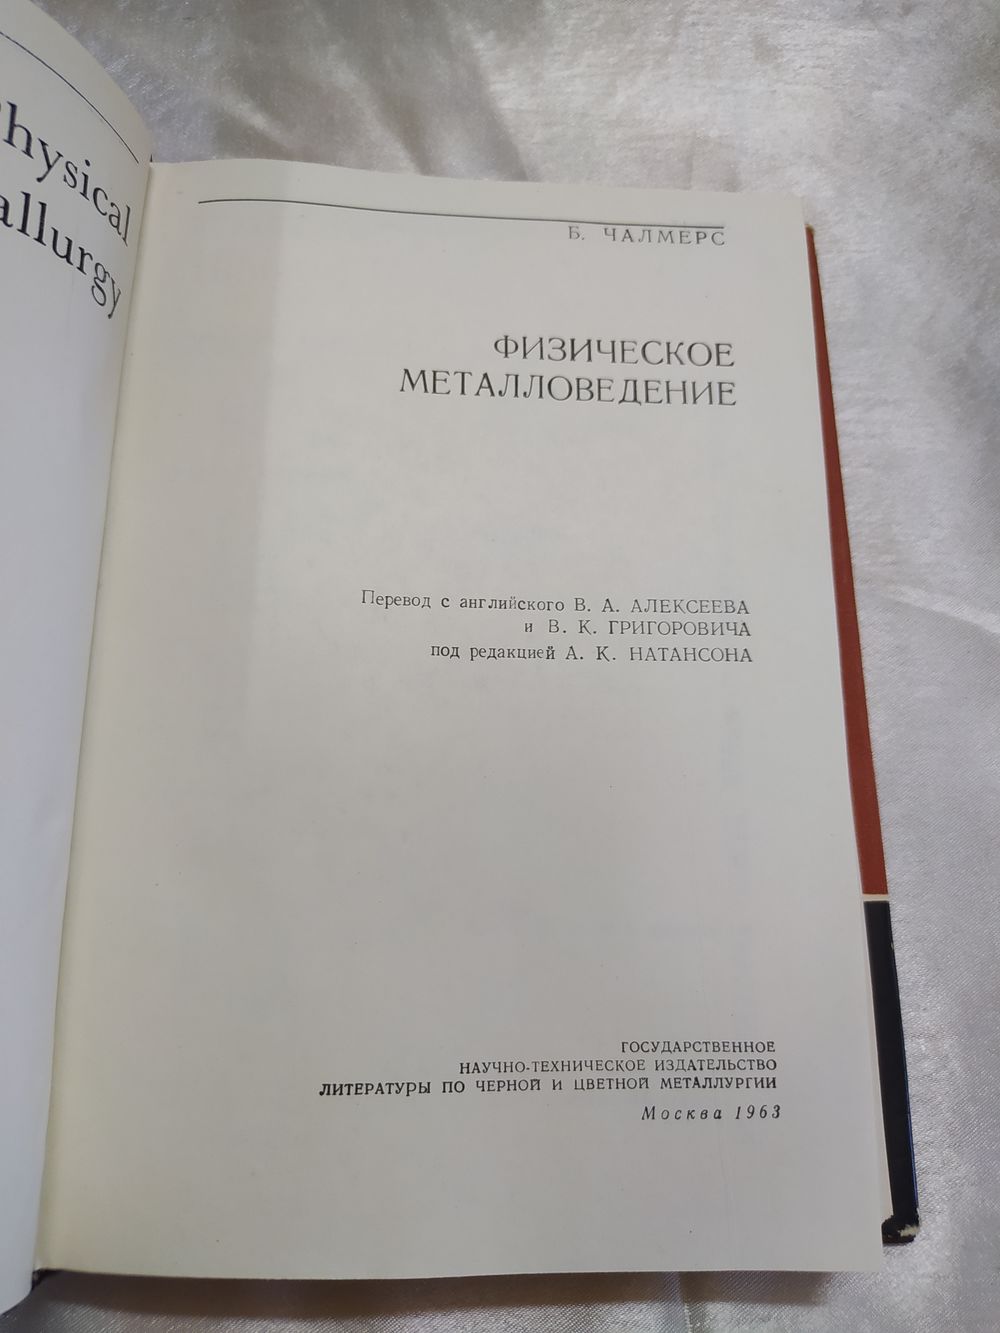 Physical
allurgy
Б. ЧАЛМЕРС
ФИЗИЧЕСКОЕ
МЕТАЛЛОВЕДЕНИЕ
Перевод с английского В. А. АЛЕКСЕЕВА
и В. К. ГРИГОРОВИЧА
под редакцией А. К. НАТАНСОНА
ГОСУДАРСТВЕННОЕ
НАУЧНО-ТЕХНИЧЕСКОЕ ИЗДАТЕЛЬСТВО
ЛИТЕРАТУРЫ ПО ЧЕРНОЙ И ЦВЕТНОЙ МЕТАЛЛУРГИИ
Москва 1963